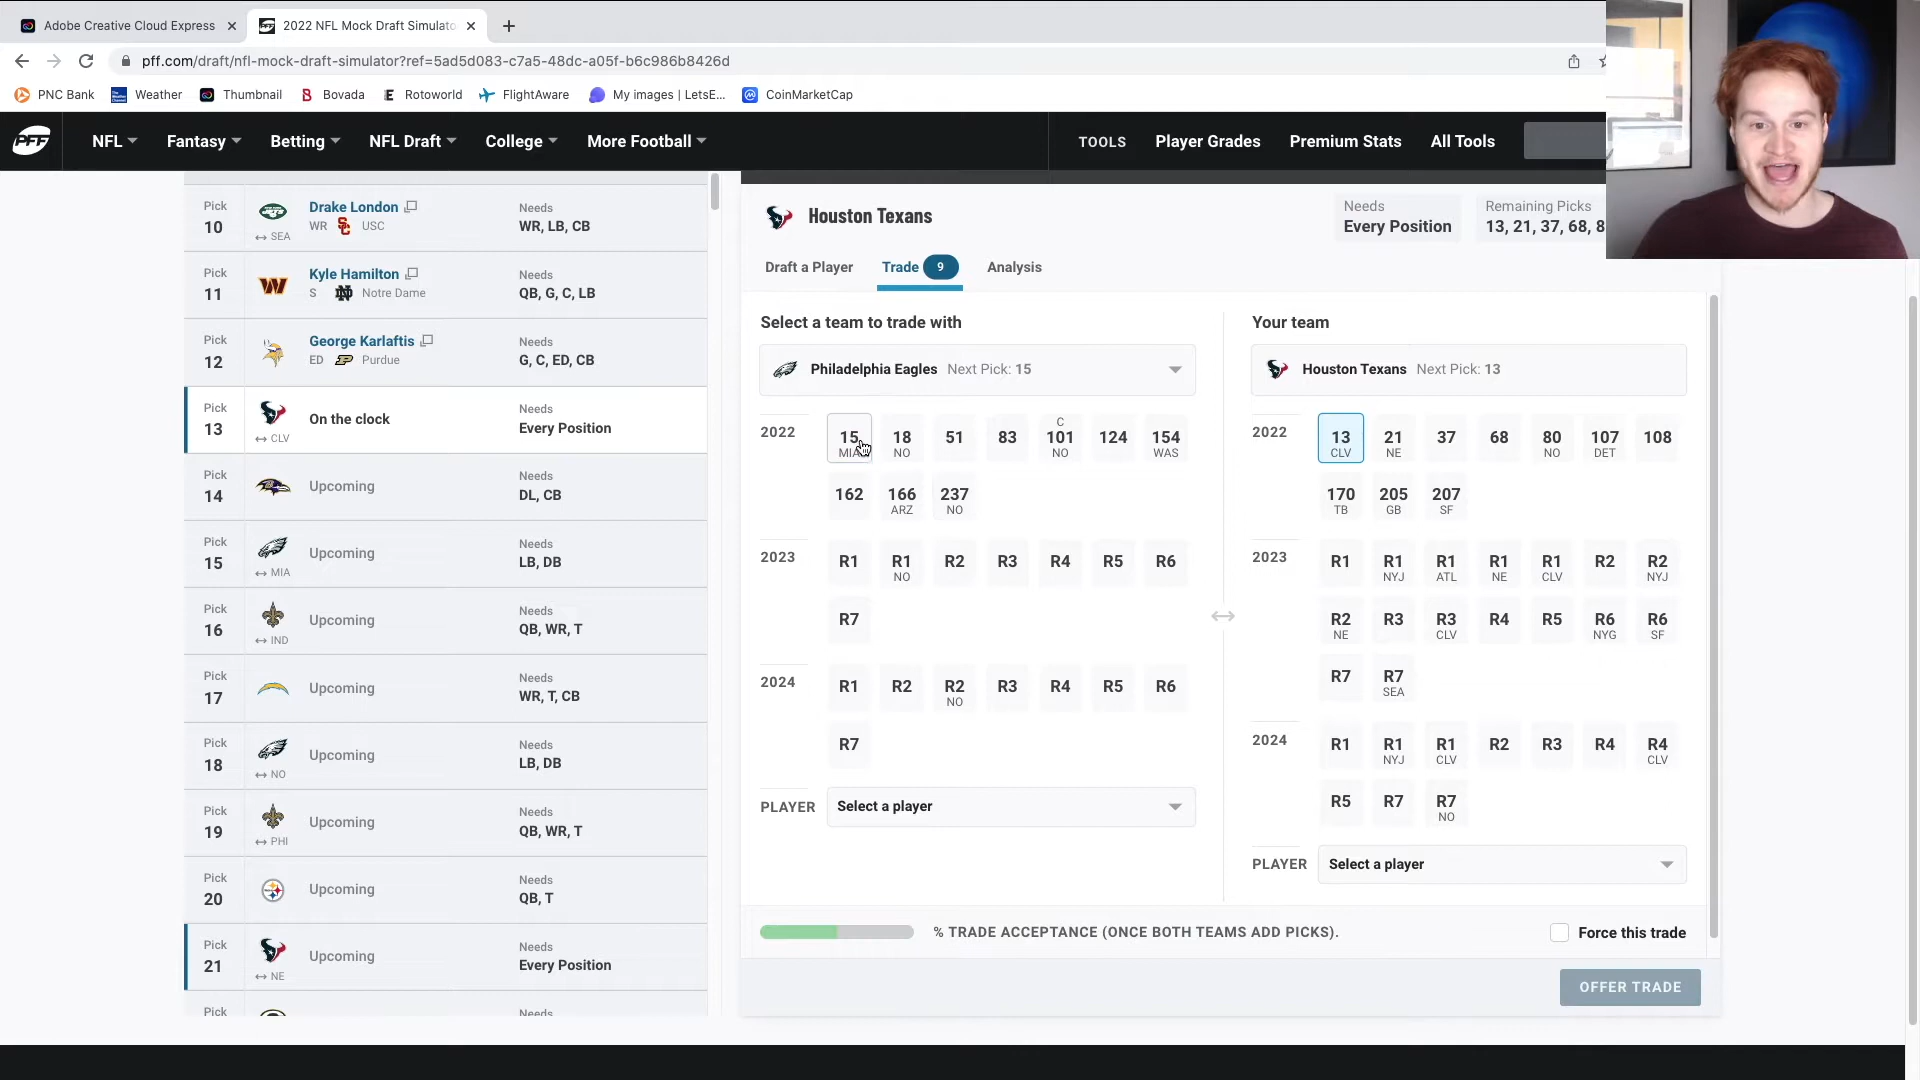 Adobe Creative Cloud Express
2022 NFL Mock Draft Simulato
pff.com/draft/nfl-mock-draft-simulator?ref=5ad5d083-c7a5-48dc-a05f-b6c986b8426d
PNC Bank Weather Thumbnail Bovada Rotoworld FlightAware My images | LetsE... CoinMarketCap
PFF NFL Fantasy Betting NFL Draft College More Football TOOLS Player Grades Premium Stats All Tools
Pick 10
SEA
Drake London
WR USC
Needs
WR, LB, CB
Pick 11
Kyle Hamilton
S Notre Dame
Needs
QB, G, C, LB
Pick 12
George Karlaftis
ED Purdue
Needs
G, C, ED, CB
Pick 13
CLV
On the clock
Needs
Every Position
Pick 14
Upcoming
DL, CB
Pick 15
MIA
Upcoming
Needs
LB, DB
Pick 16
IND
Upcoming
Needs
QB, WR, T
Pick 17
Upcoming
Needs
WR, T, CB
Pick 18
NO
Upcoming
Needs
LB, DB
Pick 19
PHI
Upcoming
Needs
QB, WR, T
Pick 20
Upcoming
Needs
QB, T
Pick 21
NE
Upcoming
Needs
Every Position
Pick
Needs
Houston Texans
Needs
Every Position
Remaining Picks
13, 21, 37, 68, 8
Draft a Player Trade 9 Analysis
Select a team to trade with
Philadelphia Eagles Next Pick: 15
2022 15 18 51 83 C 101 124 154
MIA NO NO WAS
162 166 237
ARZ NO
2023 R1 R1 R2 R3 R4 R5 R6
NO
R7
2024 R1 R2 R2 R3 R4 R5 R6
NO
R7
PLAYER Select a player
Your team
Houston Texans Next Pick: 13
2022 13 21 37 68 80 107 108
CLV NE NO DET
170 205 207
TB GB SF
2023 R1 R1 R1 R1 R1 R2 R2
NYJ ATL NE CLV NYJ
R2 R3 R3 R4 R5 R6 R6
NE CLV NYG SF
R7 R7
SEA
2024 R1 R1 R1 R2 R3 R4 R4
NYJ CLV CLV
R5 R7 R7
NO
PLAYER Select a player
% TRADE ACCEPTANCE (ONCE BOTH TEAMS ADD PICKS).
Force this trade
OFFER TRADE